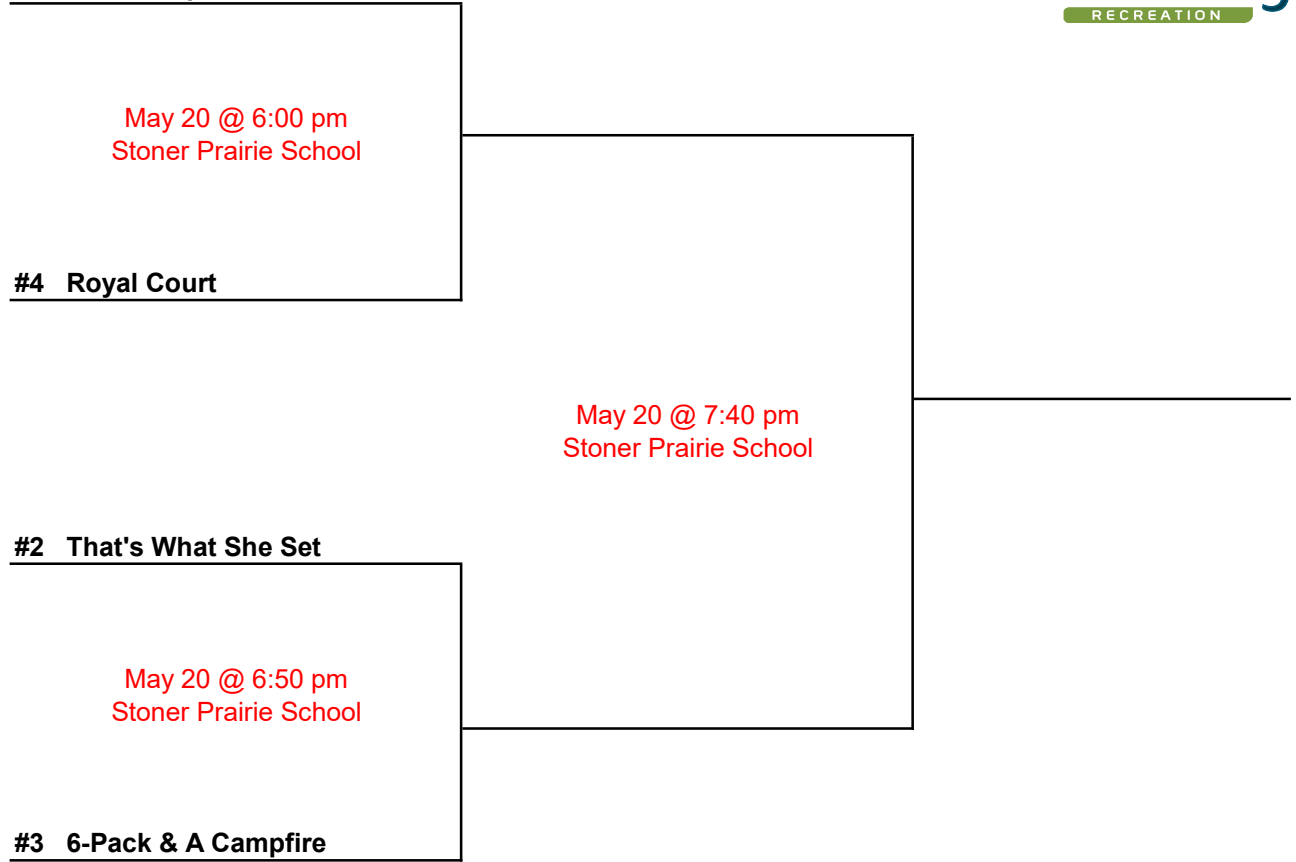 RECREATION
May 20 @ 6:00 pm
Stoner Prairie School
#4 Royal Court
May 20 @ 7:40 pm
Stoner Prairie School
#2 That's What She Set
May 20 @ 6:50 pm
Stoner Prairie School
#3 6-Pack & A Campfire